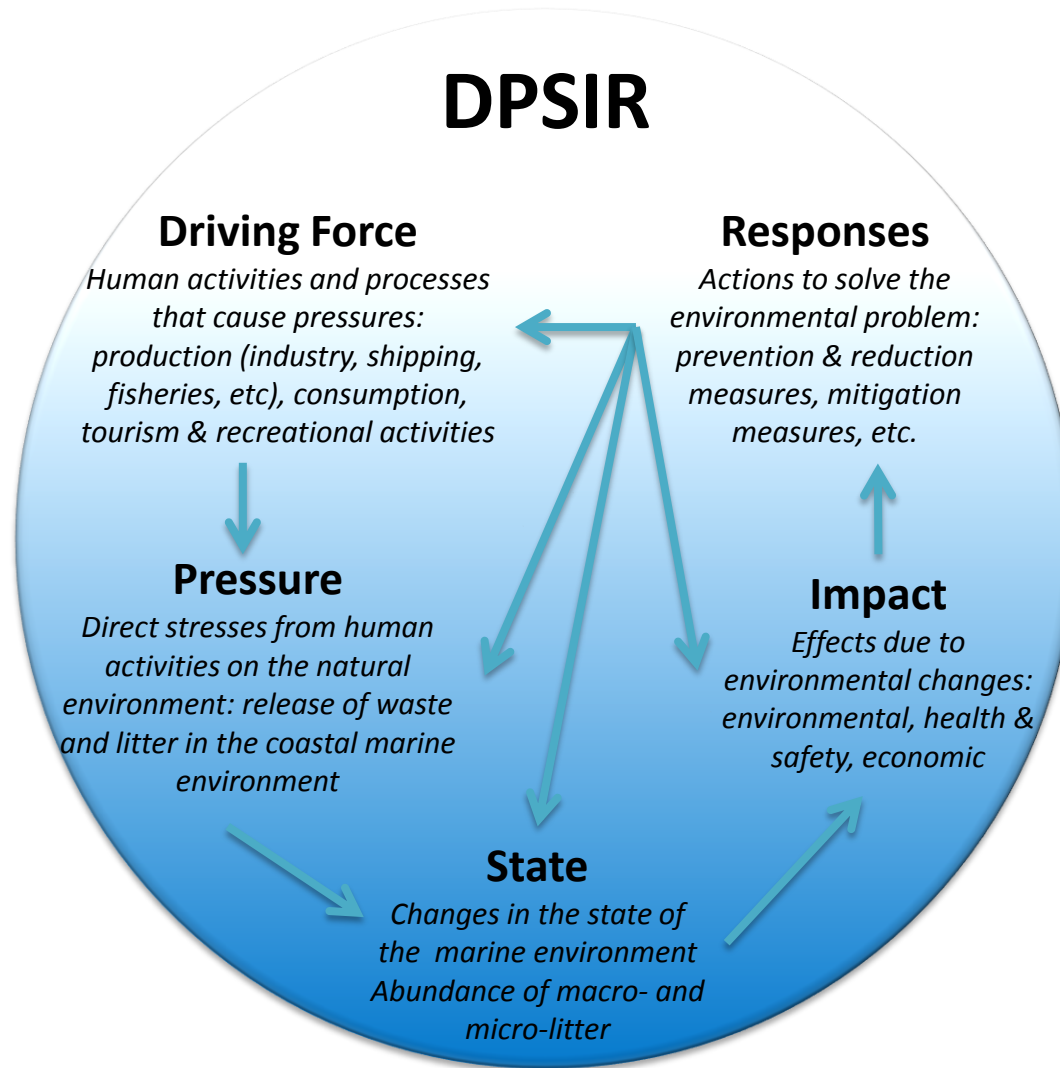 DPSIR
Driving Force
Human activities and processes
that cause pressures:
production (industry, shipping,
fisheries, etc), consumption,
tourism & recreational activities
Pressure
Direct stresses from human
activities on the natural
environment: release of waste
and litter in the coastal marine
environment
State
Changes in the state of
the  marine environment
Abundance of macro- and
micro-litter
Impact
Effects due to
environmental changes:
environmental, health &
safety, economic
Responses
Actions to solve the
environmental problem:
prevention & reduction
measures, mitigation
measures, etc.